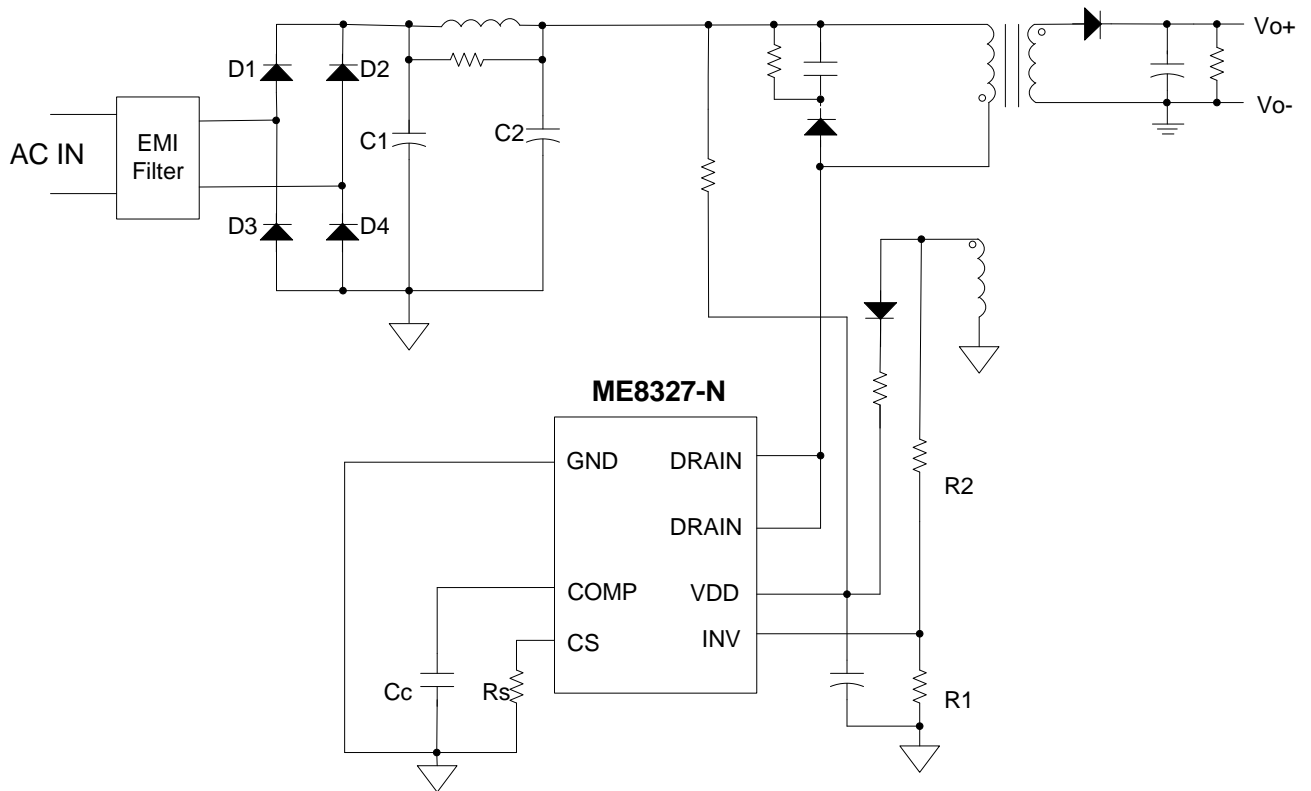 Vo+
D1
D2
C1
C2
Vo-
AC IN
EMI
Filter
D3
D4
ME8327-N
GND
DRAIN
R2
DRAIN
COMP
VDD
CS
INV
Cc
Rs
R1